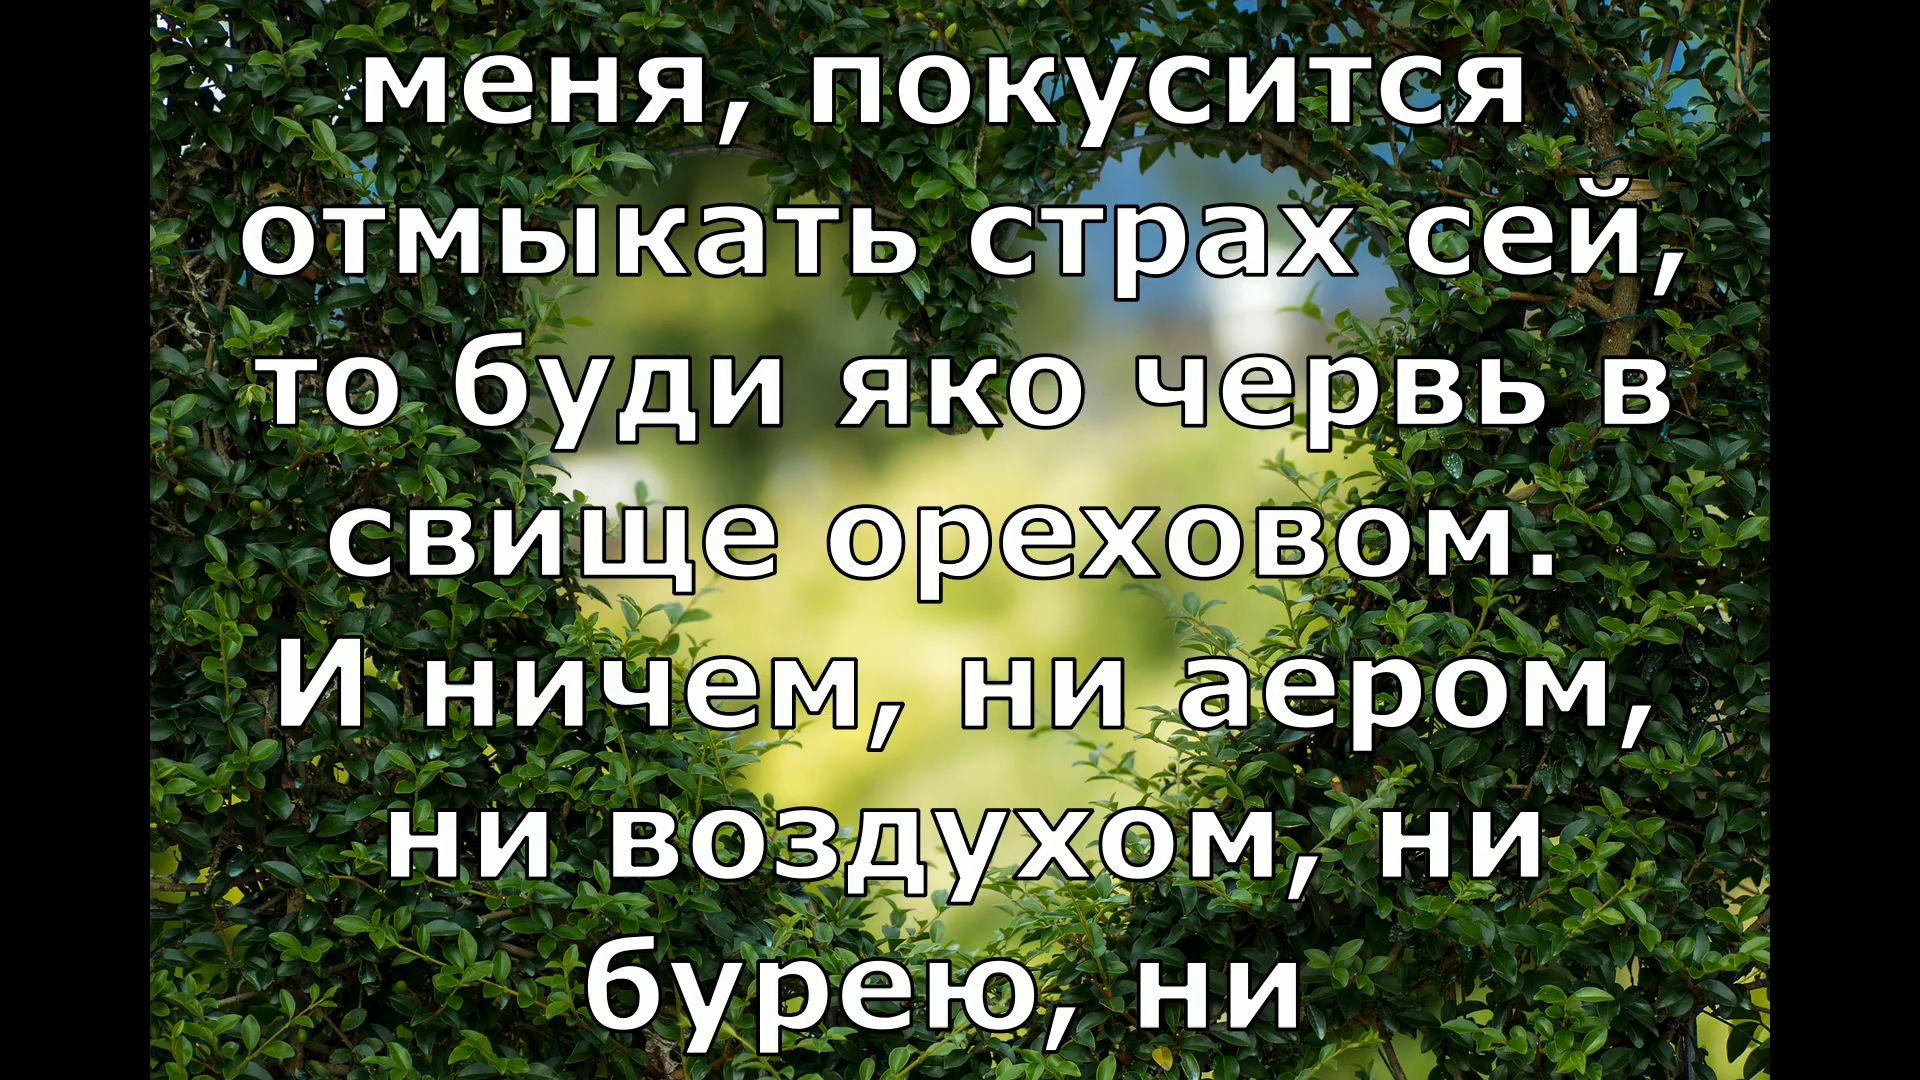 меня, покусится
отмыкать страх сей,
то буди яко червь в
свище ореховом.
И ничем, ни аером,
ни воздухом, ни
бурею, ни